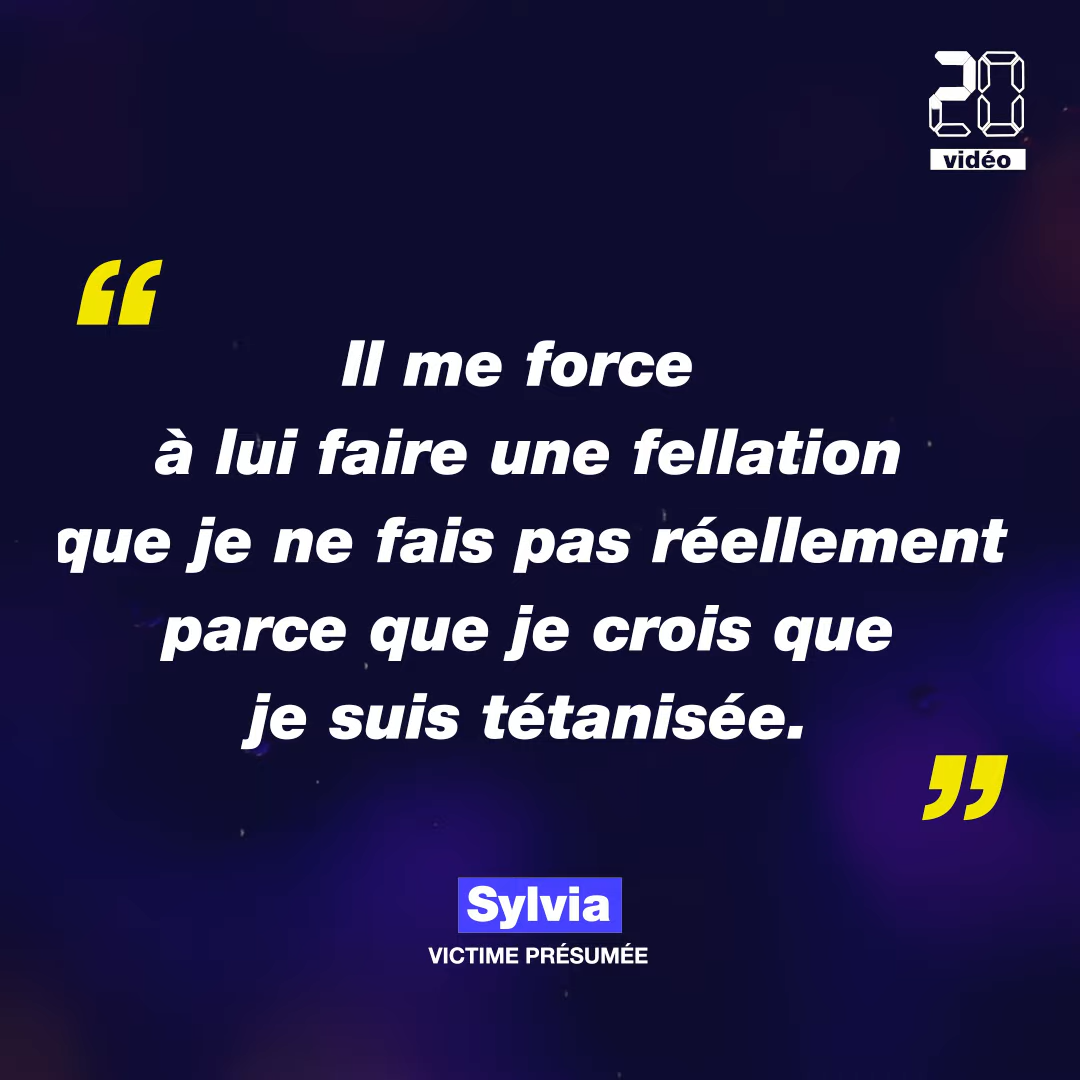 20
vidéo
“
Il me force
à lui faire une fellation
que je ne fais pas réellement
parce que je crois que
je suis tétanisée.
”
Sylvia
VICTIME PRÉSUMÉE